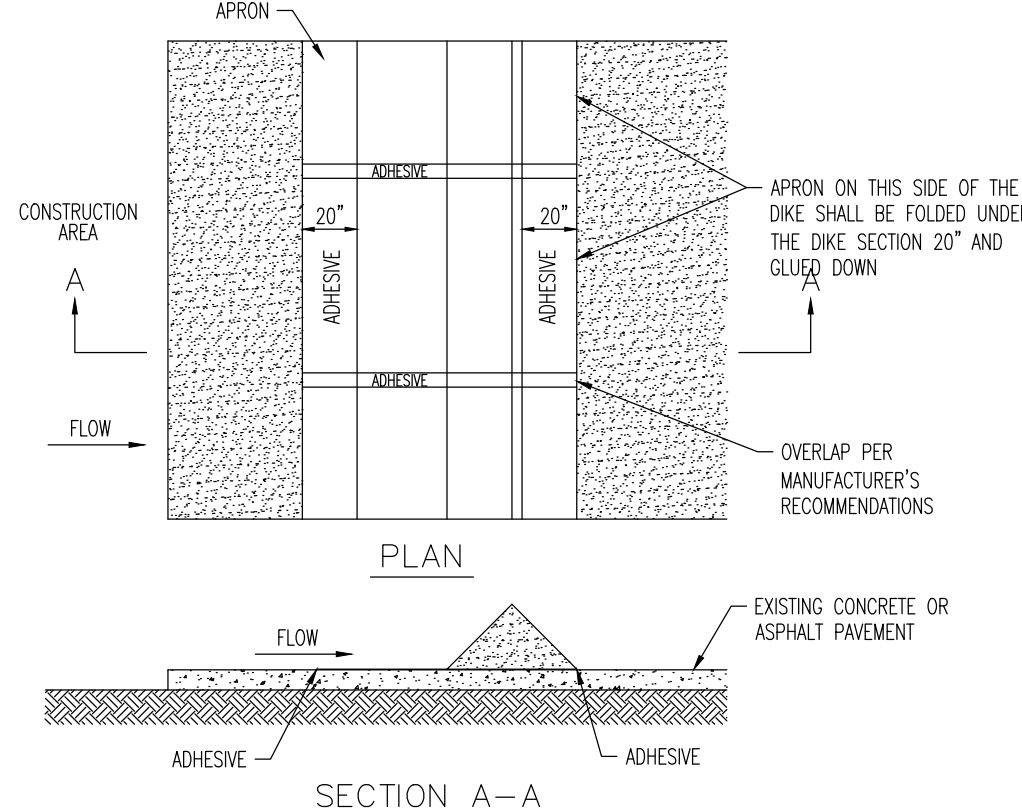 APRON
ADHESIVE
CONSTRUCTION
AREA
20”
20”
APRON ON THIS SIDE OF THE
DIKE SHALL BE FOLDED UNDER
THE DIKE SECTION 20” AND
GLUED DOWN
ADHESIVE
ADHESIVE
A
A
ADHESIVE
FLOW
OVERLAP PER
MANUFACTURER'S
RECOMMENDATIONS
PLAN
EXISTING CONCRETE OR
ASPHALT PAVEMENT
FLOW
ADHESIVE
ADHESIVE
SECTION A-A